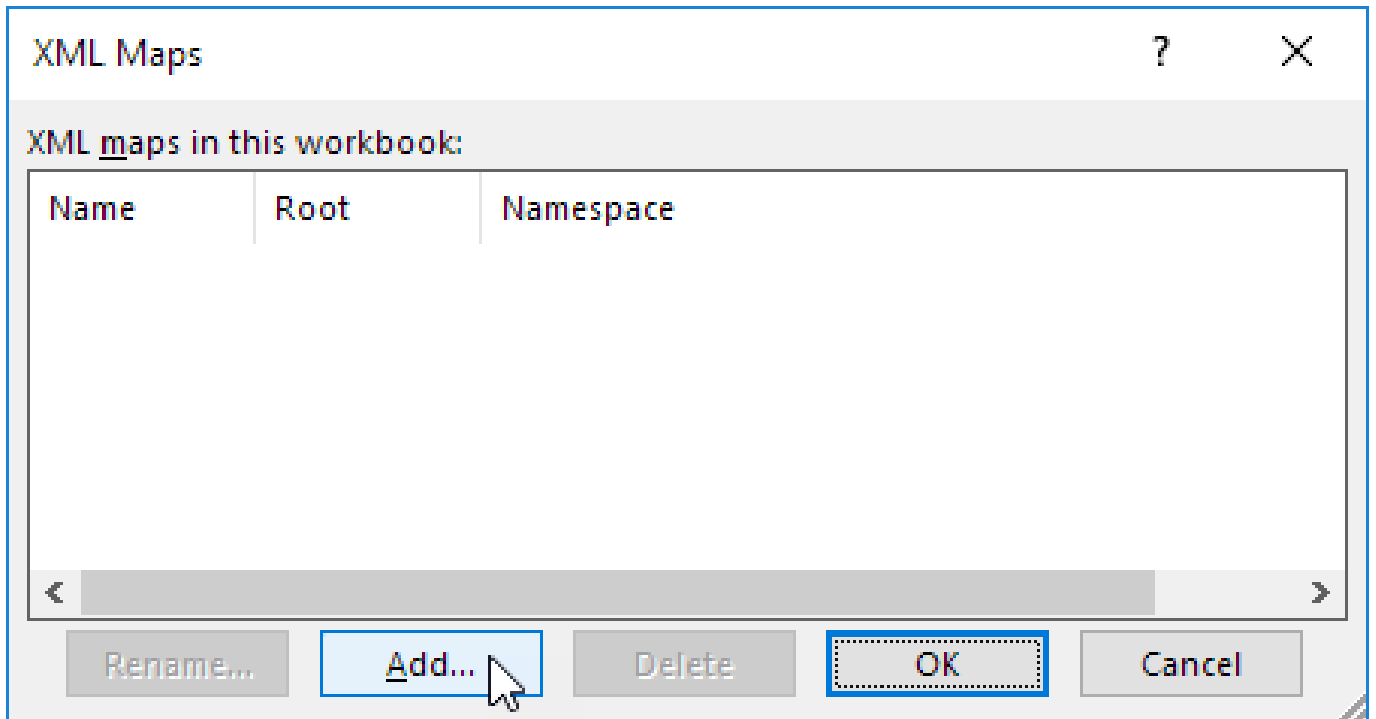 XML Maps ?
XML maps in this workbook:
Name Root Namespace
Rename... Add... Delete OK Cancel